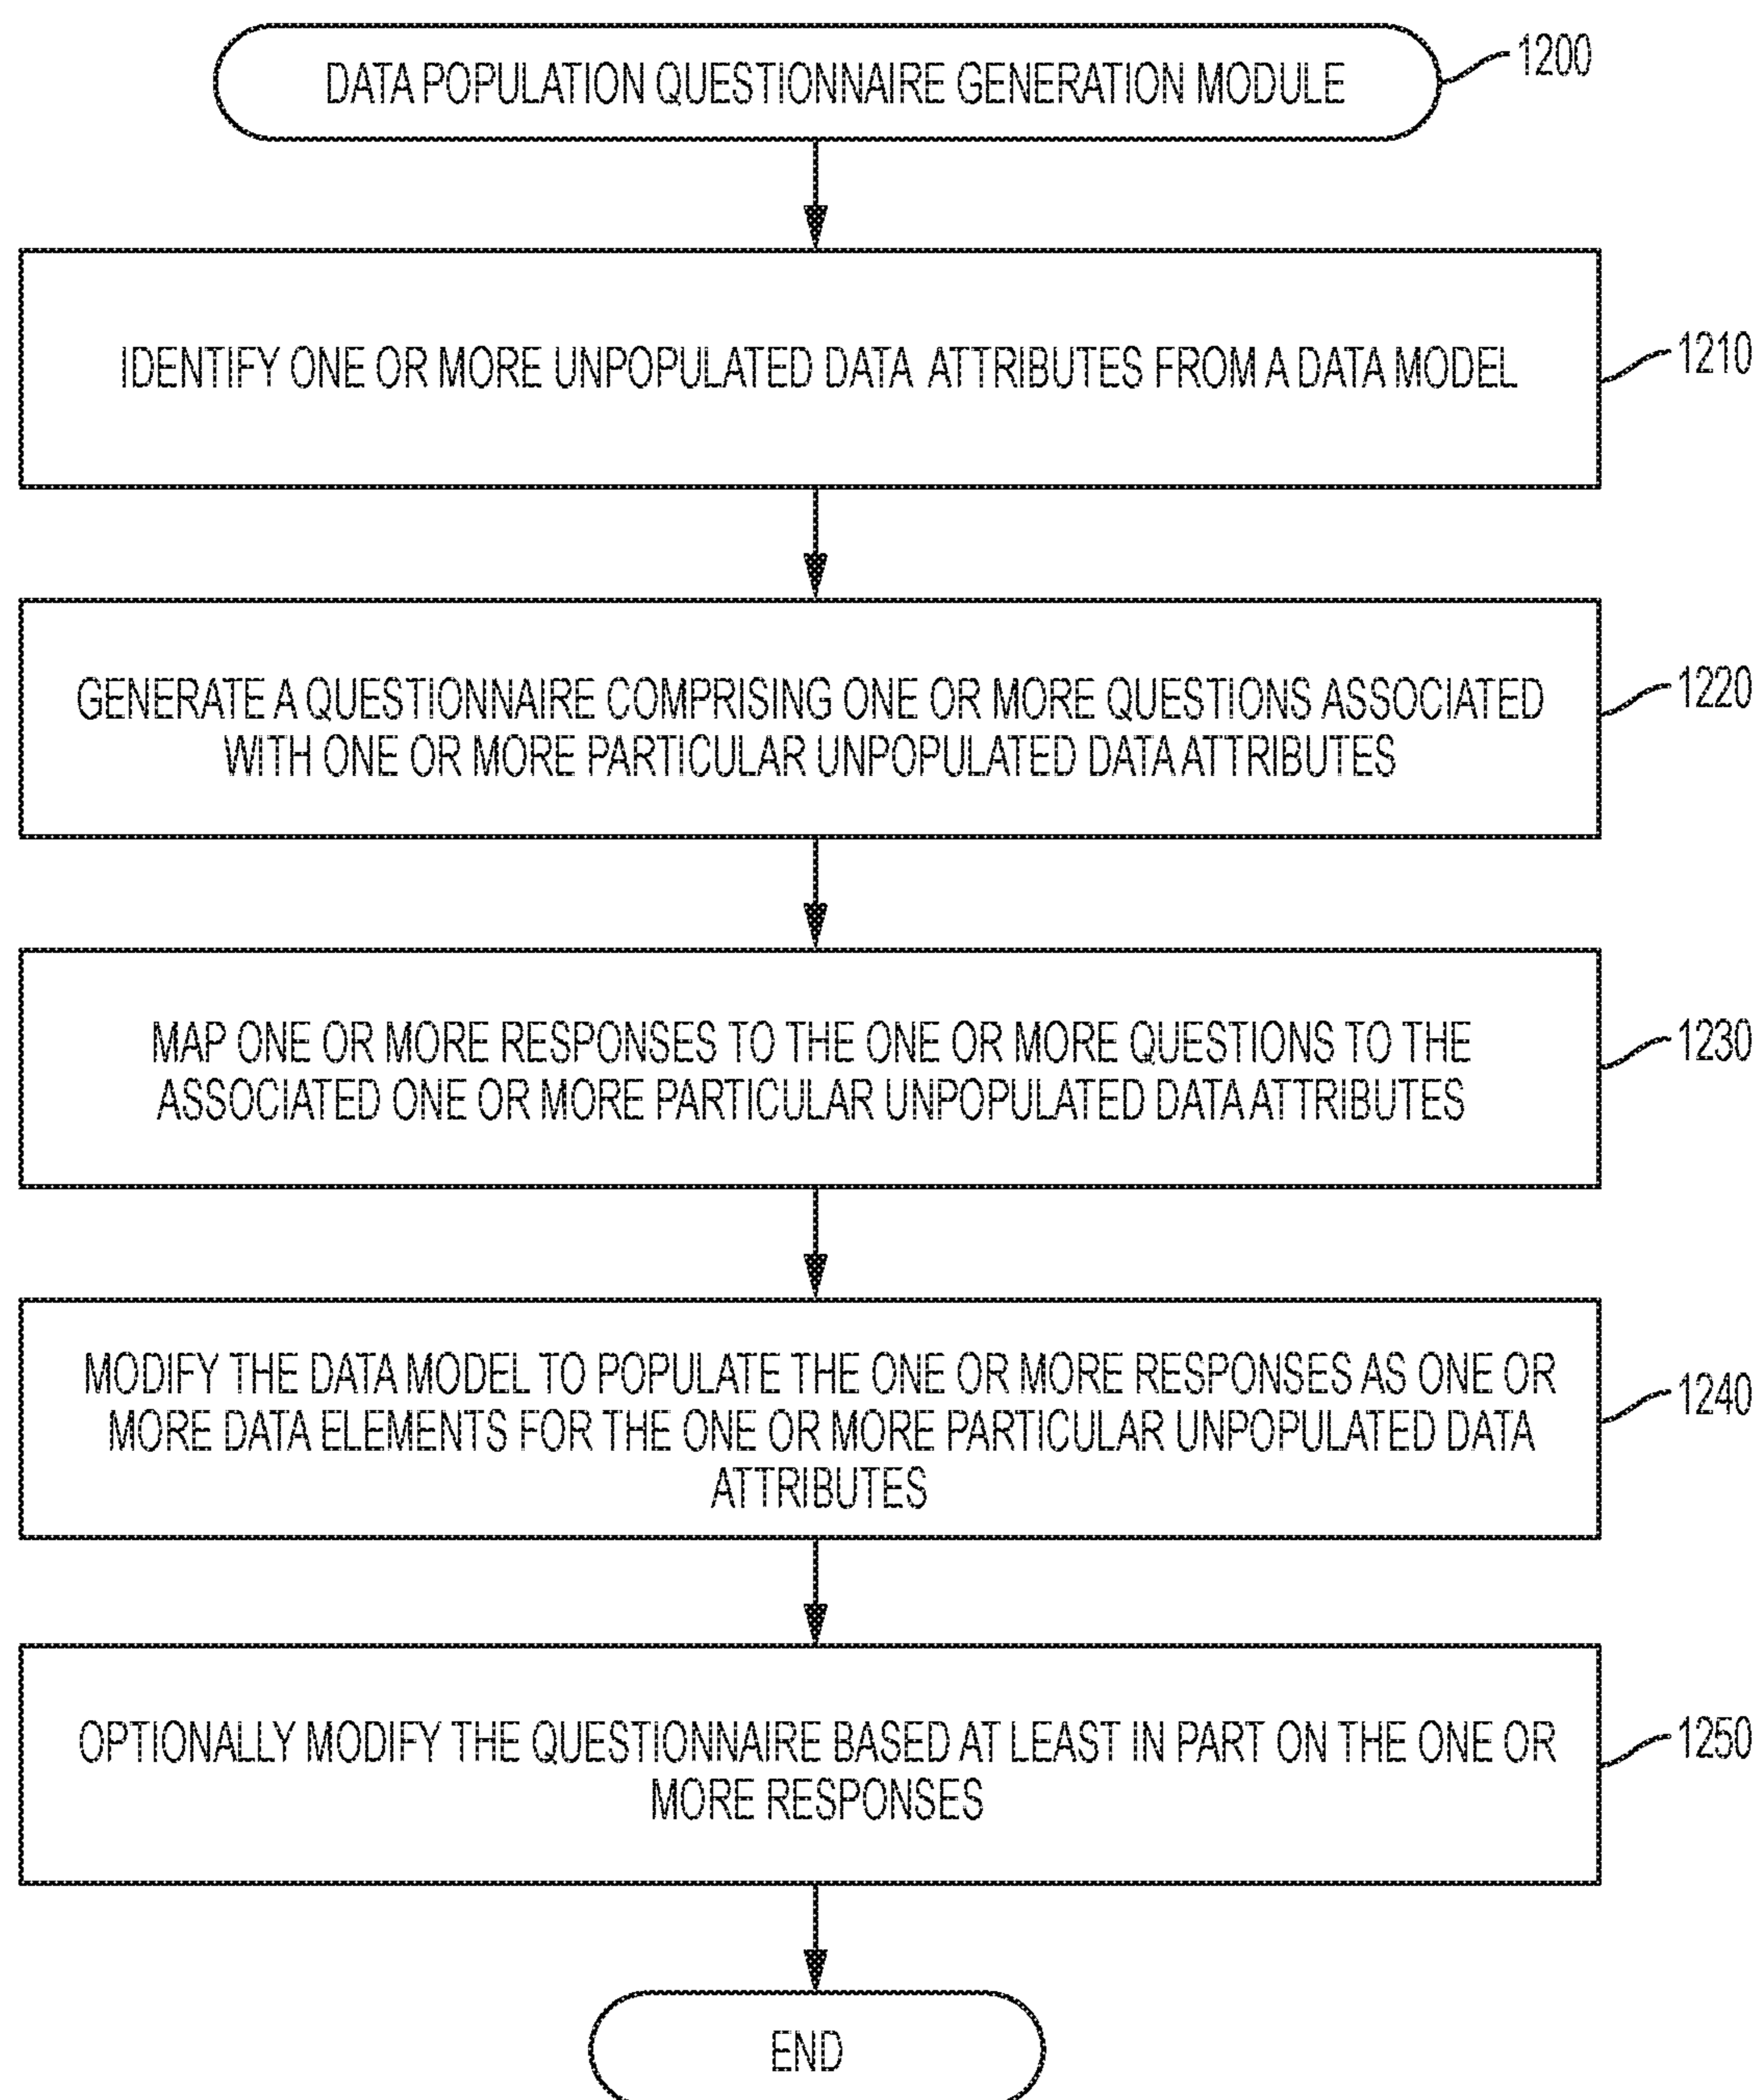 DATA POPULATION QUESTIONNAIRE GENERATION MODULE
1200
IDENTIFY ONE OR MORE UNPOPULATED DATA ATTRIBUTES FROM A DATA MODEL
1210
GENERATE A QUESTIONNAIRE COMPRISING ONE OR MORE QUESTIONS ASSOCIATED
WITH ONE OR MORE PARTICULAR UNPOPULATED DATA ATTRIBUTES
1220
MAP ONE OR MORE RESPONSES TO THE ONE OR MORE QUESTIONS TO THE
ASSOCIATED ONE OR MORE PARTICULAR UNPOPULATED DATA ATTRIBUTES
1230
MODIFY THE DATA MODEL TO POPULATE THE ONE OR MORE RESPONSES AS ONE OR
MORE DATA ELEMENTS FOR THE ONE OR MORE PARTICULAR UNPOPULATED DATA
ATTRIBUTES
1240
OPTIONALLY MODIFY THE QUESTIONNAIRE BASED AT LEAST IN PART ON THE ONE OR
MORE RESPONSES
1250
END